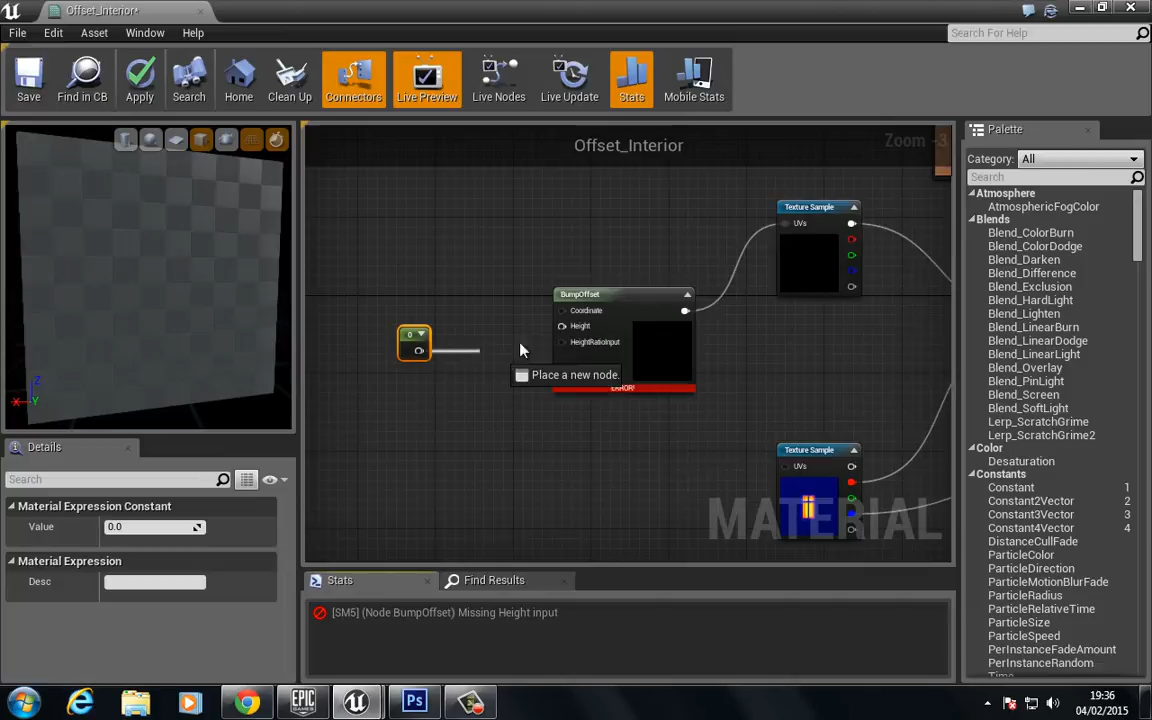 Offset_Interior*
File Edit Asset Window Help
Search For Help
Save
Find in CB
Apply
Search
Home
Clean Up
Connectors
Live Preview
Live Nodes
Live Update
Stats
Mobile Stats
Offset_Interior
Zoom -3
Palette
Category: All
Search
Atmosphere
AtmosphericFogColor
Blends
Blend_ColorBurn
Blend_ColorDodge
Blend_Darken
Blend_Difference
Blend_Exclusion
Blend_HardLight
Blend_Lighten
Blend_LinearBurn
Blend_LinearDodge
Blend_LinearLight
Blend_Overlay
Blend_PinLight
Blend_Screen
Blend_SoftLight
Lerp_ScratchGrime
Lerp_ScratchGrime2
Color
Desaturation
Constants
Constant 1
Constant2Vector 2
Constant3Vector 3
Constant4Vector 4
DistanceCullFade
ParticleColor
ParticleDirection
ParticleMotionBlurFade
ParticleRadius
ParticleRelativeTime
ParticleSize
ParticleSpeed
PerInstanceFadeAmount
PerInstanceRandom
Time
Texture Sample
UVs
BumpOffset
Coordinate
Height
HeightRatioInput
ERROR!
0
Place a new node.
Texture Sample
UVs
MATERIAL
Z
X
Y
Details
Search
Material Expression Constant
Value 0.0
Material Expression
Desc
Stats
Find Results
[SM5] (Node BumpOffset) Missing Height input
EPIC
GAMES
Ps
19:36
04/02/2015